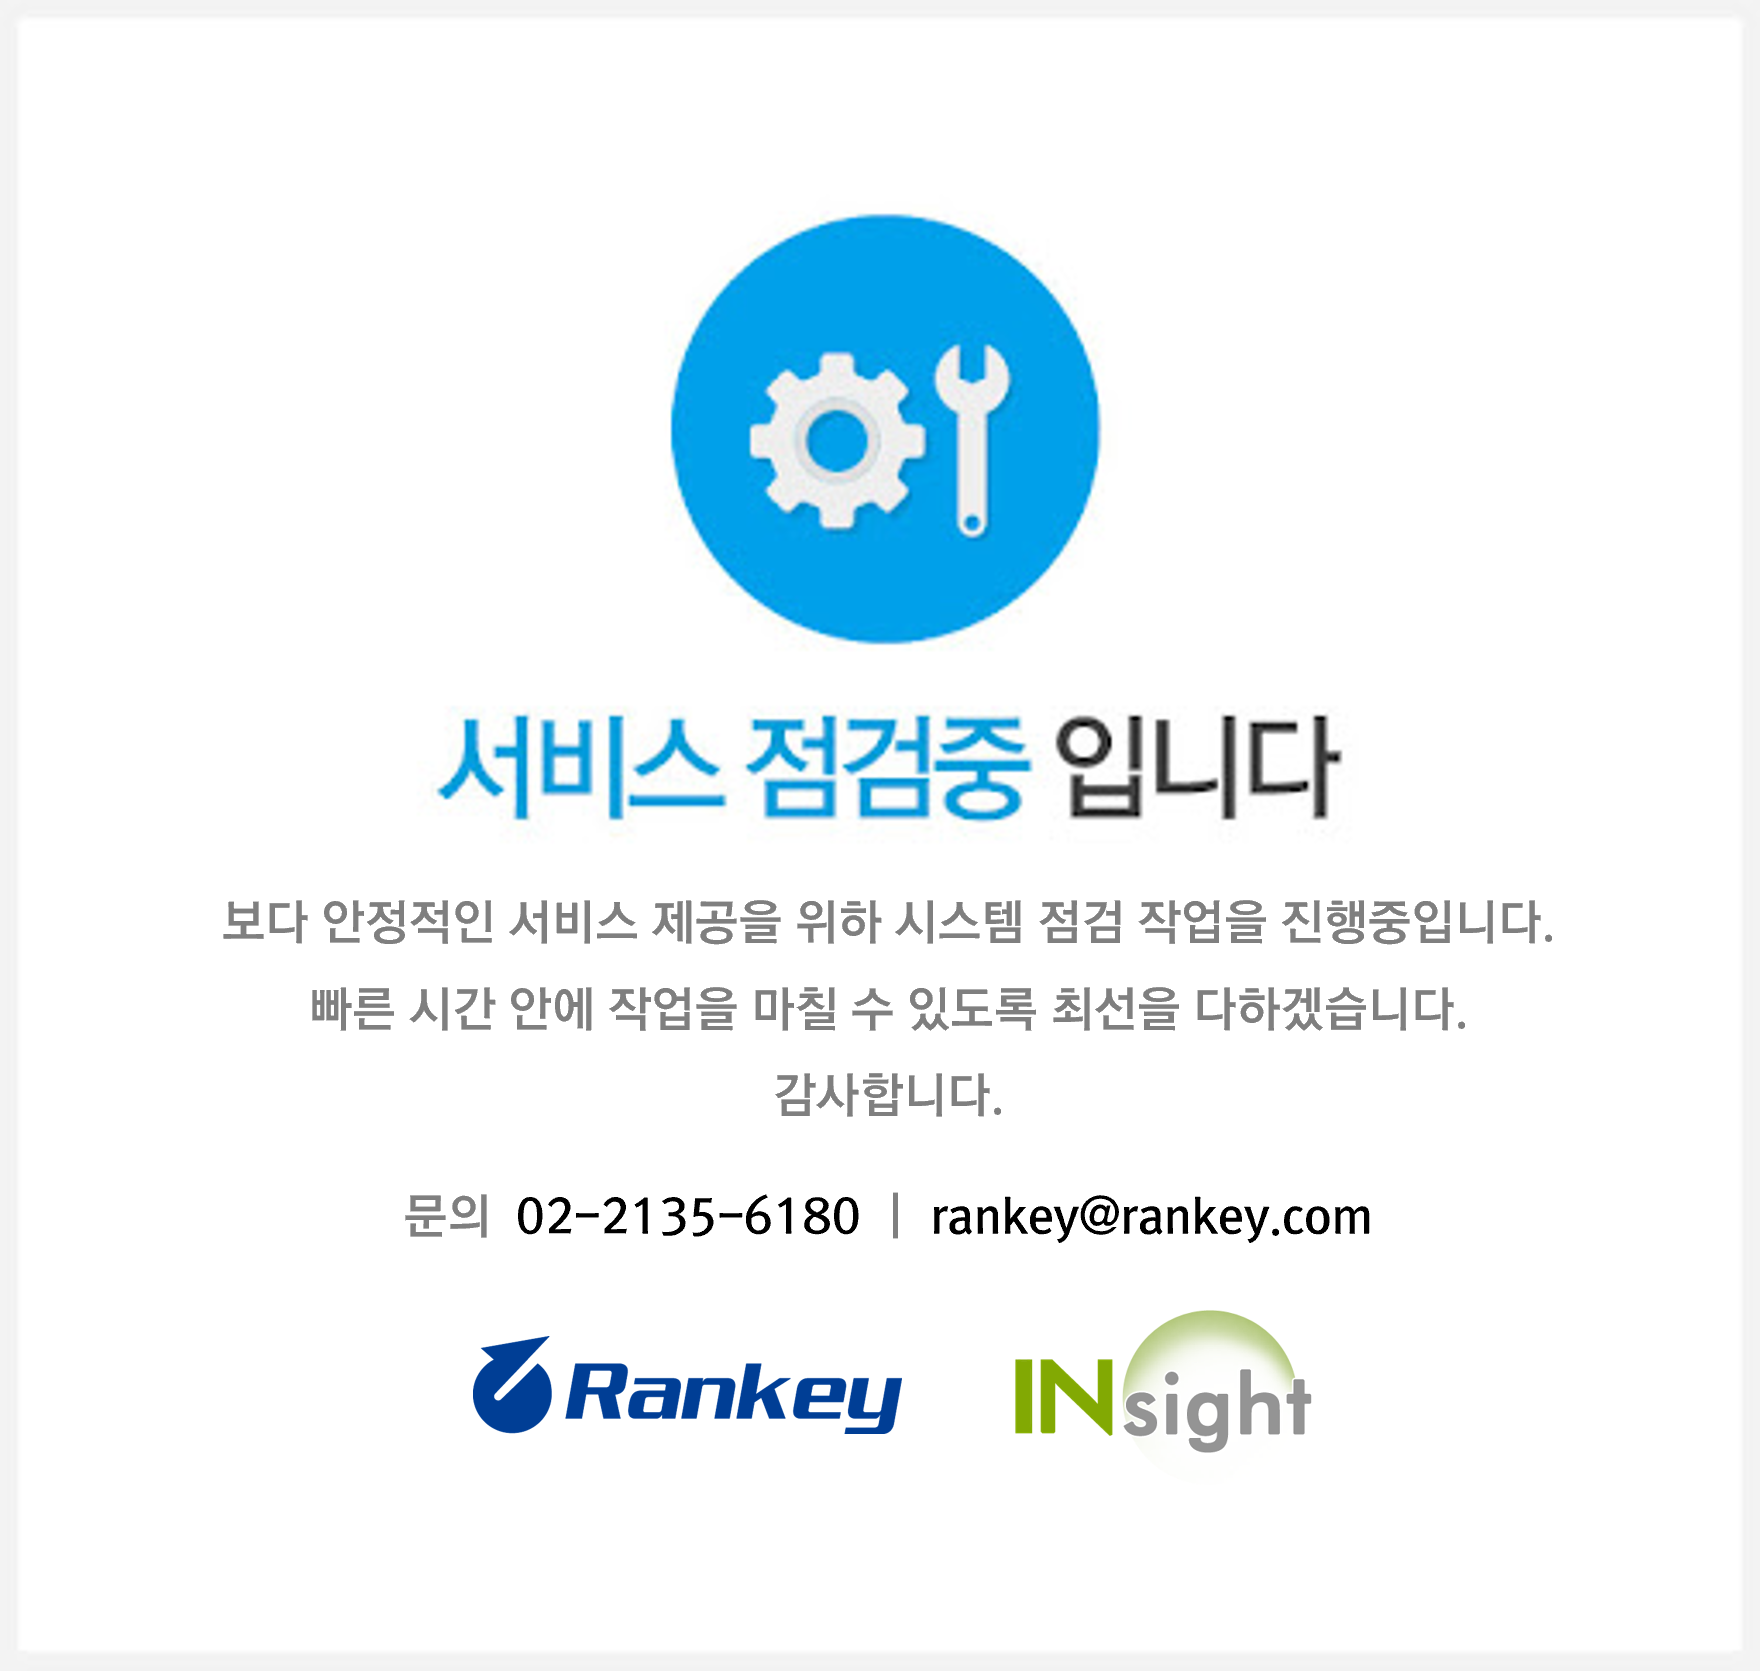 서비스 점검중 입니다
보다 안정적인 서비스 제공을 위하 시스템 점검 작업을 진행중입니다.
빠른 시간 안에 작업을 마칠 수 있도록 최선을 다하겠습니다.
감사합니다.
문의 02-2135-6180 | rankey@rankey.com
Rankey INsight